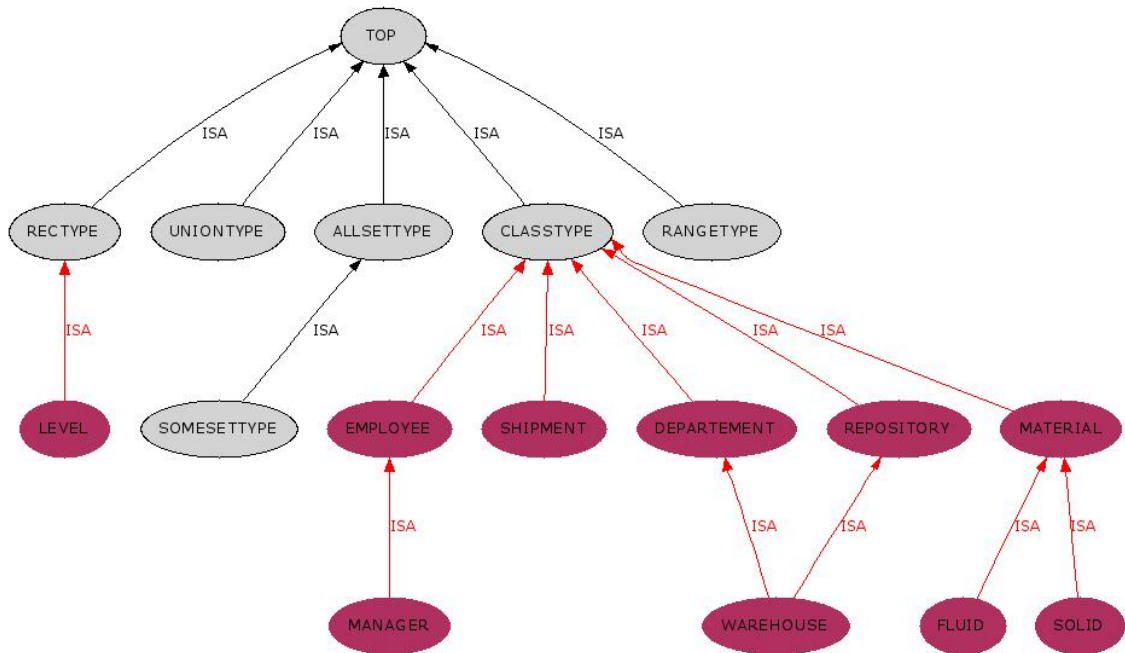 TOP
ISA ISA ISA ISA ISA
RECTYPE UNIONTYPE ALLSETTYPE CLASSTYPE RANGETYPE
ISA ISA ISA ISA ISA ISA ISA
LEVEL SOMESETTYPE EMPLOYEE SHIPMENT DEPARTEMENT REPOSITORY MATERIAL
ISA ISA ISA ISA ISA
MANAGER WAREHOUSE FLUID SOLID